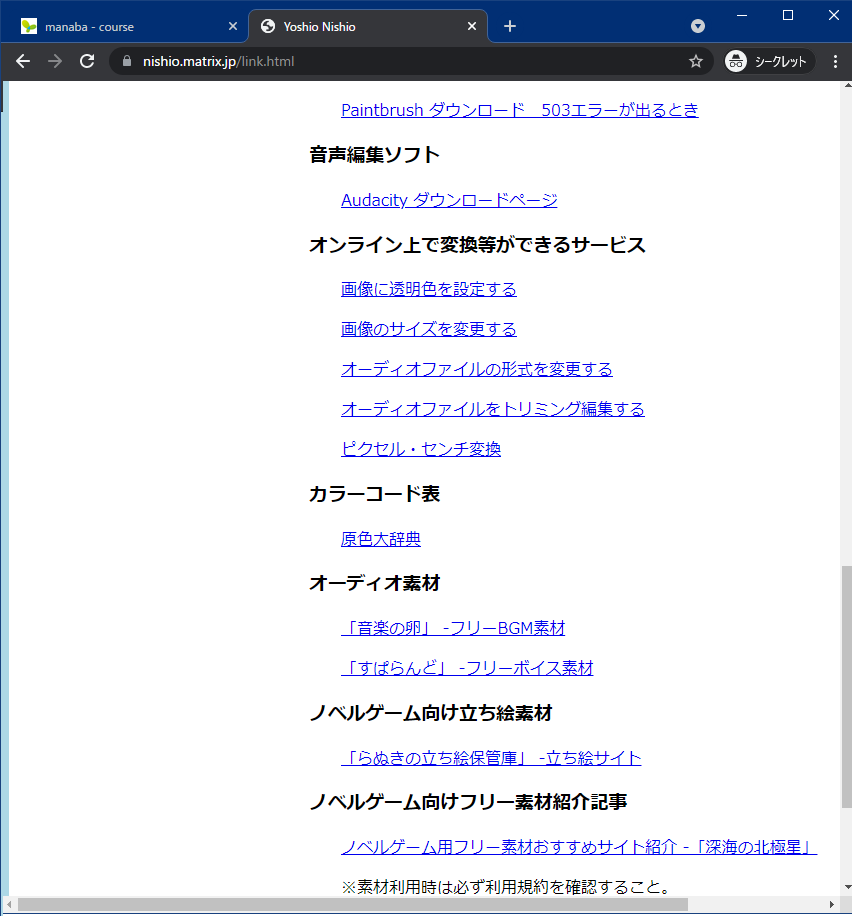 manaba - course
Yoshio Nishio
nishio.matrix.jp/link.html
シークレット
Paintbrush ダウンロード　503エラーが出るとき
音声編集ソフト
Audacity ダウンロードページ
オンライン上で変換等ができるサービス
画像に透明色を設定する
画像のサイズを変更する
オーディオファイルの形式を変更する
オーディオファイルをトリミング編集する
ピクセル・センチ変換
カラーコード表
原色大辞典
オーディオ素材
「音楽の卵」 -フリーBGM素材
「すぱらんど」 -フリーボイス素材
ノベルゲーム向け立ち絵素材
「らぬきの立ち絵保管庫」 -立ち絵サイト
ノベルゲーム向けフリー素材紹介記事
ノベルゲーム用フリー素材おすすめサイト紹介 -「深海の北極星」
※素材利用時は必ず利用規約を確認すること。